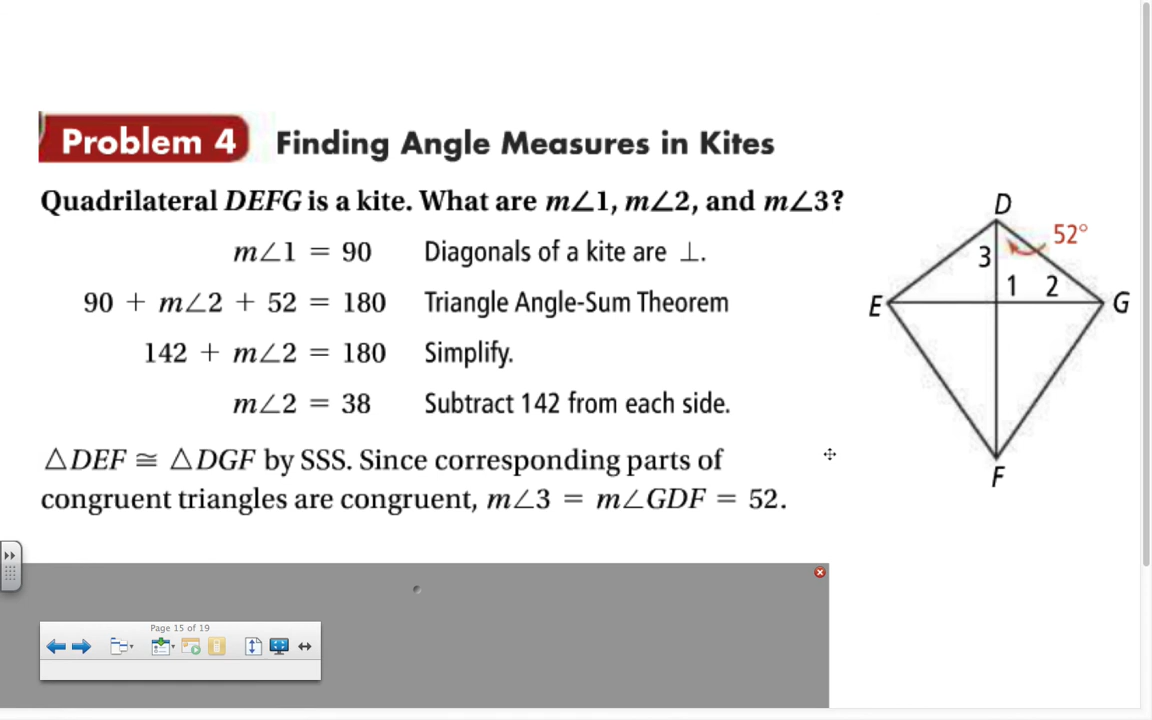 Problem 4 Finding Angle Measures in Kites
Quadrilateral DEFG is a kite. What are m∠1, m∠2, and m∠3?
m∠1 = 90 Diagonals of a kite are ⊥.
90 + m∠2 + 52 = 180 Triangle Angle-Sum Theorem
142 + m∠2 = 180 Simplify.
m∠2 = 38 Subtract 142 from each side.
△DEF ≅ △DGF by SSS. Since corresponding parts of
congruent triangles are congruent, m∠3 = m∠GDF = 52.
D
52°
3
1 2
E G
F
Page 15 of 19